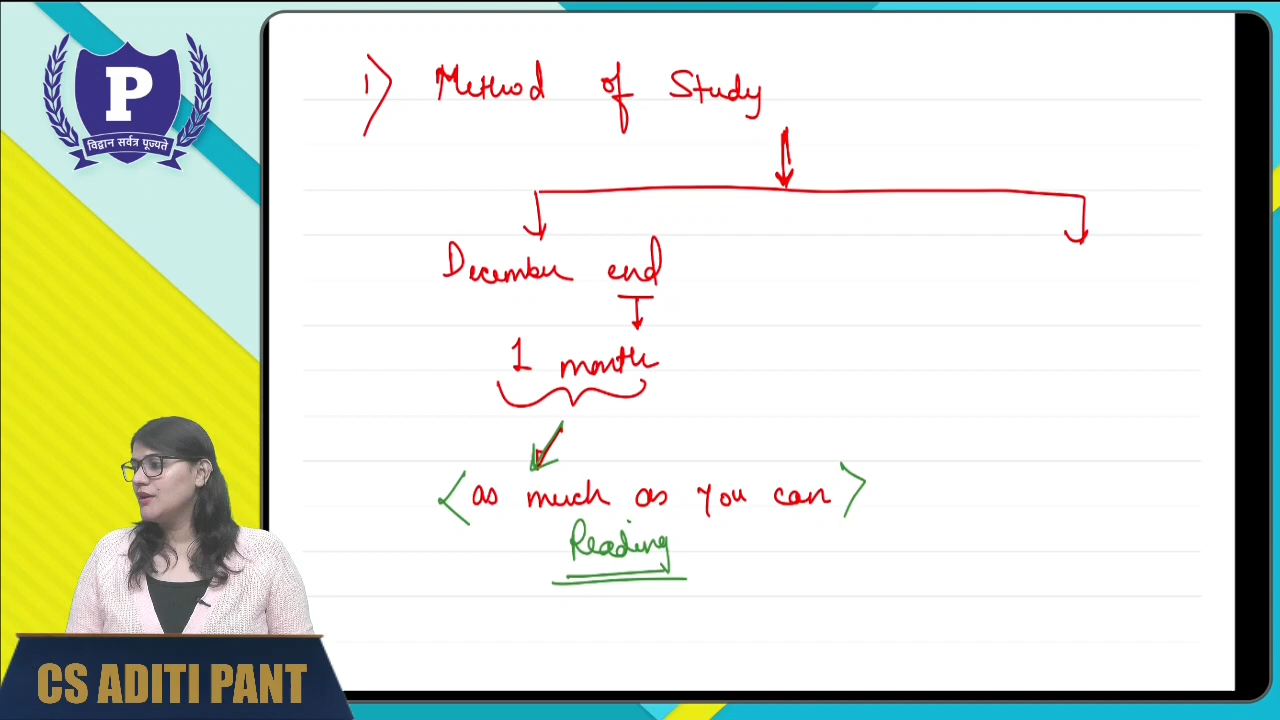 P
विद्वान सर्वत्र पूज्यते
1) Method of Study
December end
1 month
<as much as you can>
Reading
CS ADITI PANT